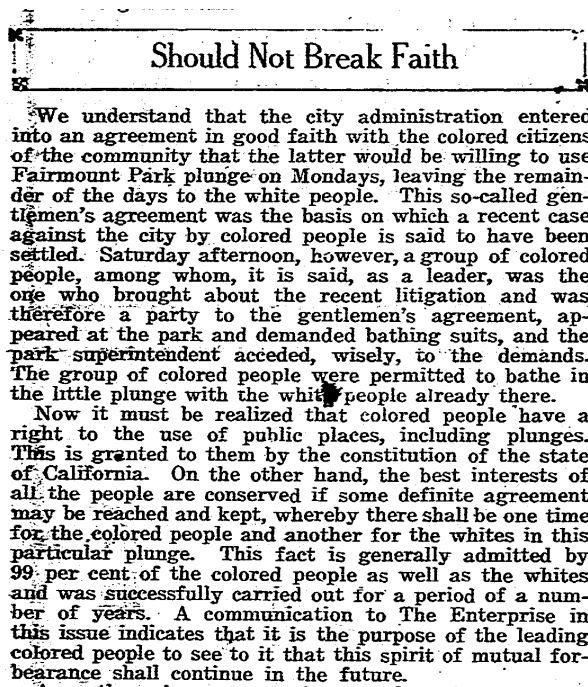 Should Not Break Faith
We understand that the city administration entered
into an agreement in good faith with the colored citizens
of the community that the latter would be willing to use
Fairmount Park plunge on Mondays, leaving the remain-
der of the days to the white people. This so-called gen-
tlemen's agreement was the basis on which a recent case
against the city by colored people is said to have been
settled. Saturday afternoon, however, a group of colored
people, among whom, it is said, as a leader, was the
one who brought about the recent litigation and was
therefore a party to the gentlemen's agreement, ap-
peared at the park and demanded bathing suits, and the
park superintendent acceded, wisely, to the demands.
The group of colored people were permitted to bathe in
the little plunge with the white people already there.
Now it must be realized that colored people have a
right to the use of public places, including plunges.
This is granted to them by the constitution of the state
of California. On the other hand, the best interests of
all the people are conserved if some definite agreement
may be reached and kept, whereby there shall be one time
for the colored people and another for the whites in this
particular plunge. This fact is generally admitted by
99 per cent of the colored people as well as the whites
and was successfully carried out for a period of a num-
ber of years. A communication to The Enterprise in
this issue indicates that it is the purpose of the leading
colored people to see to it that this spirit of mutual for-
bearance shall continue in the future.